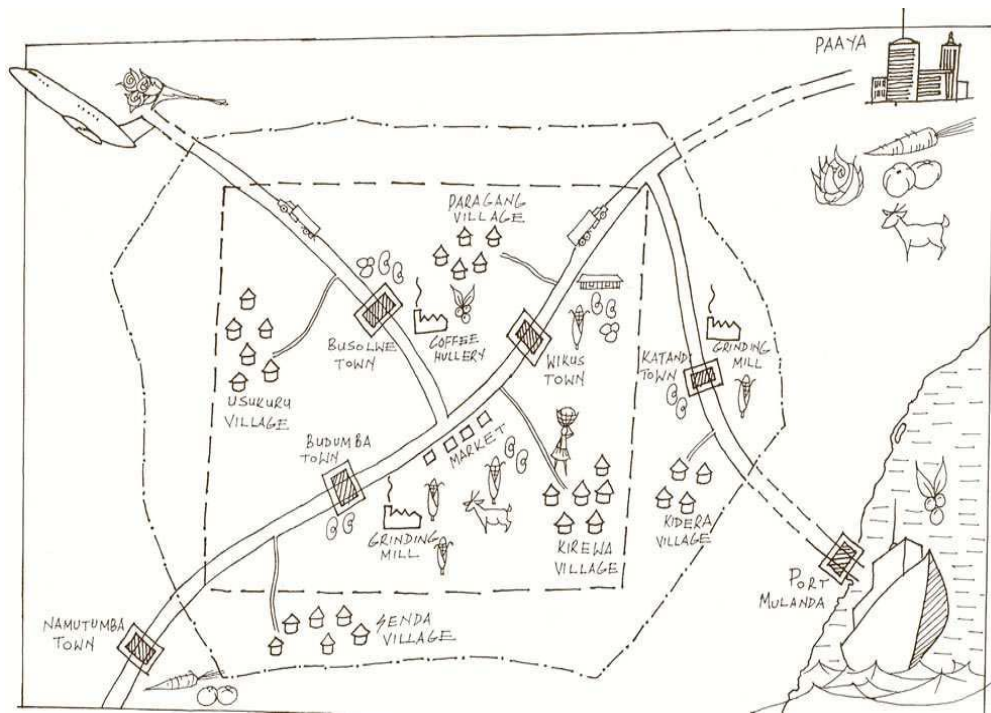 PAAYA
PARAGANG
VILLAGE
BUSOLWE
TOWN
COFFEE
HULLERY
WIKUS
TOWN
KATAND
TOWN
GRINDING
MILL
USUKURU
VILLAGE
BUDUMBA
TOWN
MARKET
GRINDING
MILL
KIREWA
VILLAGE
KIDERA
VILLAGE
PORT
MULANDA
NAMUTUMBA
TOWN
SENDA
VILLAGE